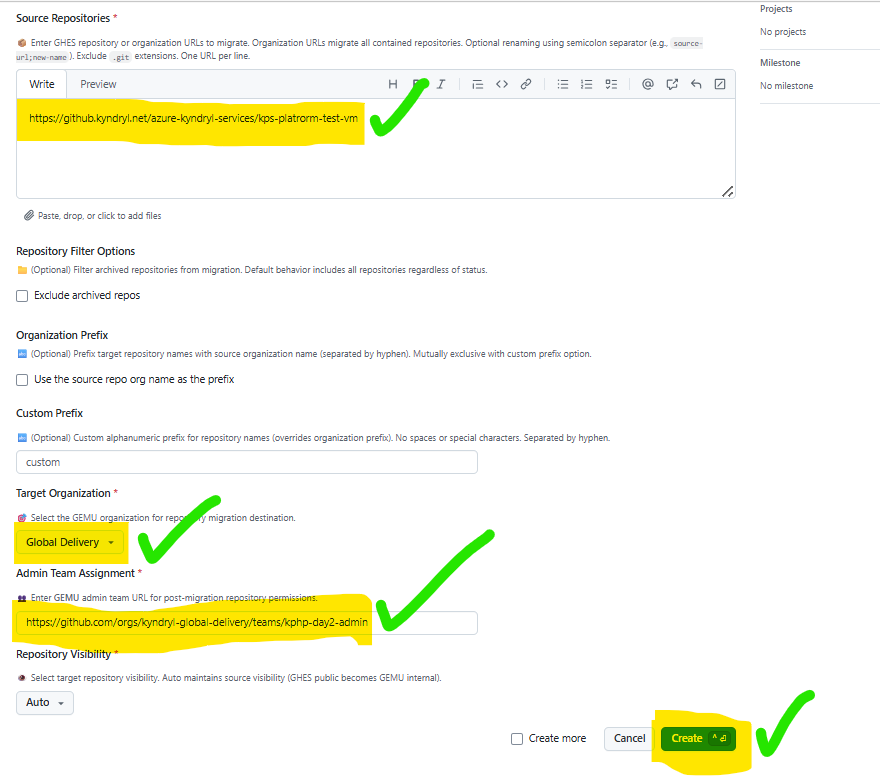 Source Repositories *
Enter GHES repository or organization URLs to migrate. Organization URLs migrate all contained repositories. Optional renaming using semicolon separator (e.g., source-
url;new-name ). Exclude .git extensions. One URL per line.
Write Preview
https://github.kyndryl.net/azure-kyndryl-services/kps-platrorm-test-vm
Paste, drop, or click to add files
Repository Filter Options
(Optional) Filter archived repositories from migration. Default behavior includes all repositories regardless of status.
Exclude archived repos
Organization Prefix
(Optional) Prefix target repository names with source organization name (separated by hyphen). Mutually exclusive with custom prefix option.
Use the source repo org name as the prefix
Custom Prefix
(Optional) Custom alphanumeric prefix for repository names (overrides organization prefix). No spaces or special characters. Separated by hyphen.
custom
Target Organization *
Select the GEMU organization for repository migration destination.
Global Delivery
Admin Team Assignment *
Enter GEMU admin team URL for post-migration repository permissions.
https://github.com/orgs/kyndryl-global-delivery/teams/kphp-day2-admin
Repository Visibility *
Select target repository visibility. Auto maintains source visibility (GHES public becomes GEMU internal).
Auto
Create more Cancel Create
Projects
No projects
Milestone
No milestone